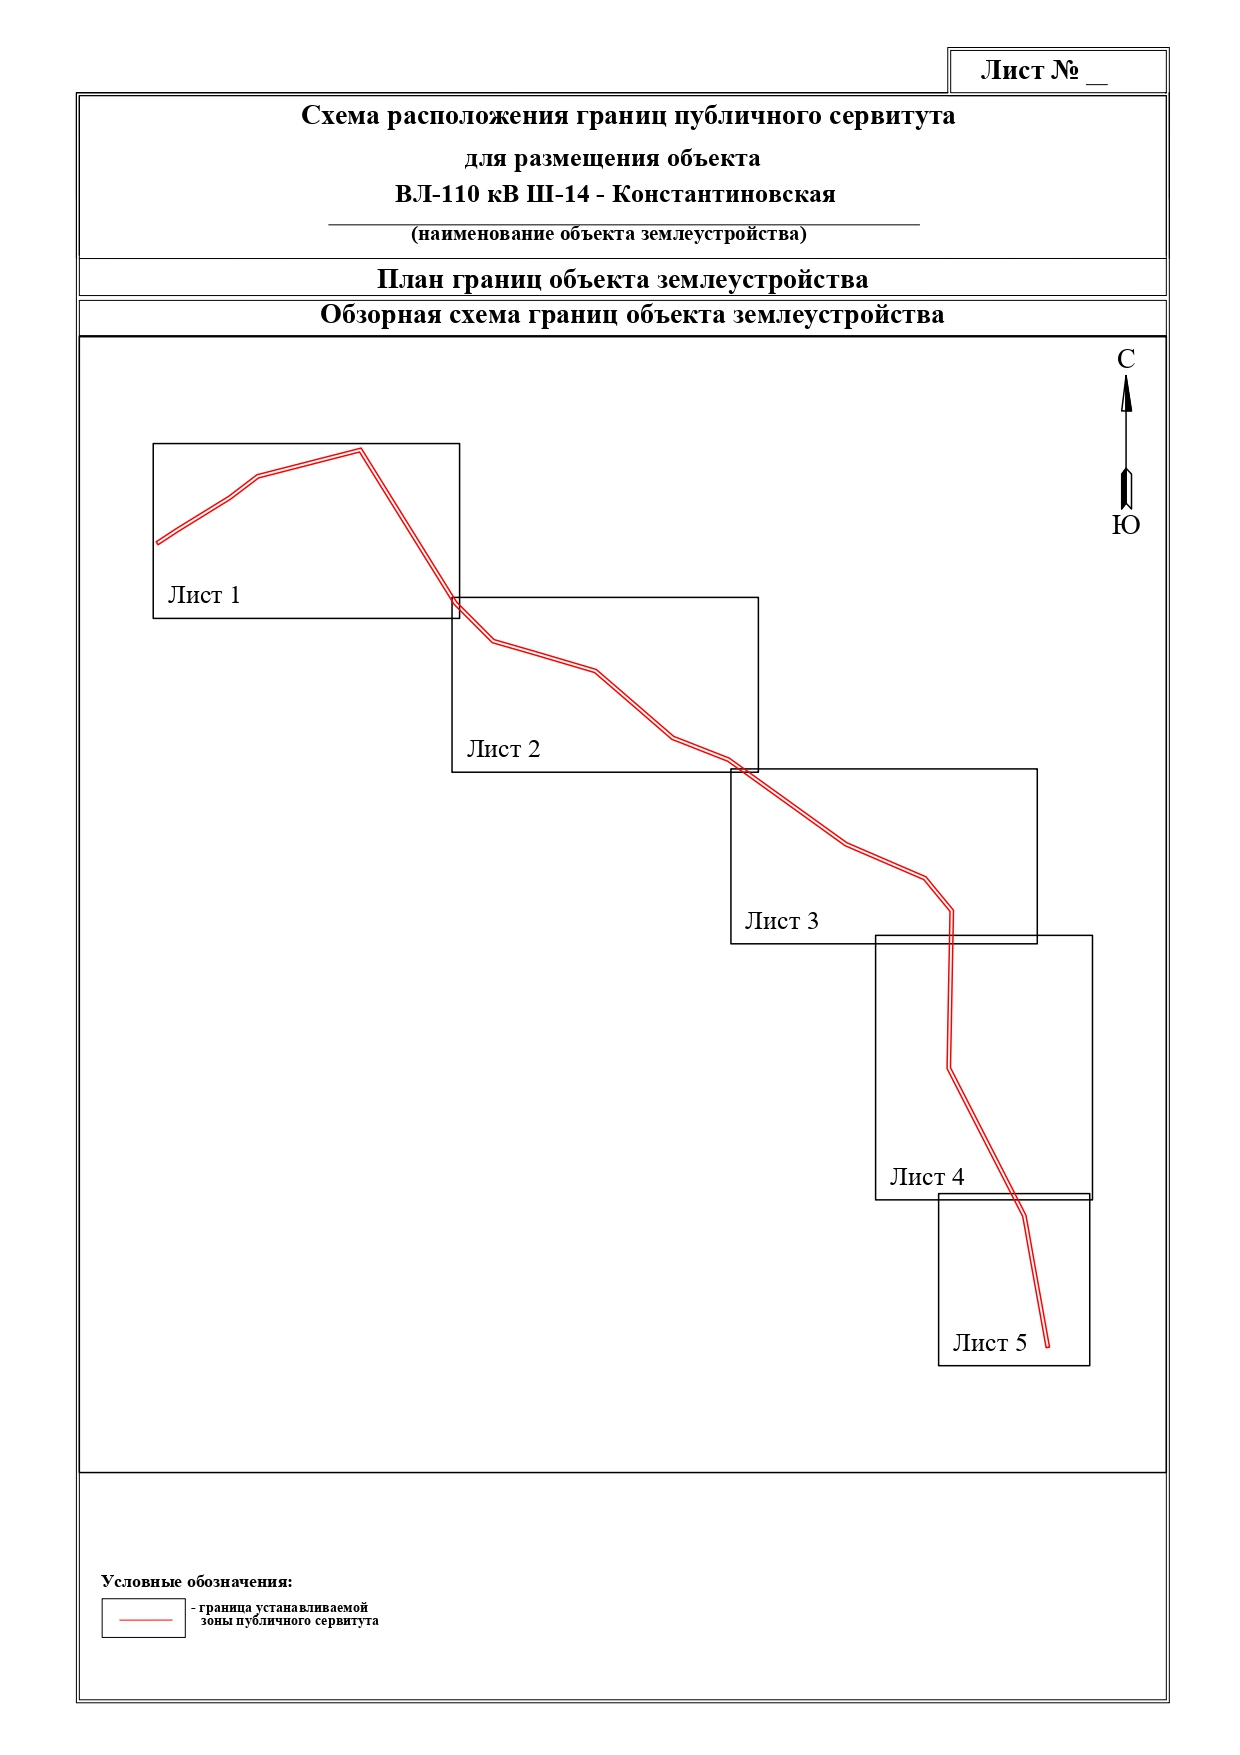 Лист № __
Схема расположения границ публичного сервитута
для размещения объекта
ВЛ-110 кВ Ш-14 - Константиновская
(наименование объекта землеустройства)
План границ объекта землеустройства
Обзорная схема границ объекта землеустройства
С
Ю
Лист 1
Лист 2
Лист 3
Лист 4
Лист 5
Условные обозначения:
- граница устанавливаемой
зоны публичного сервитута